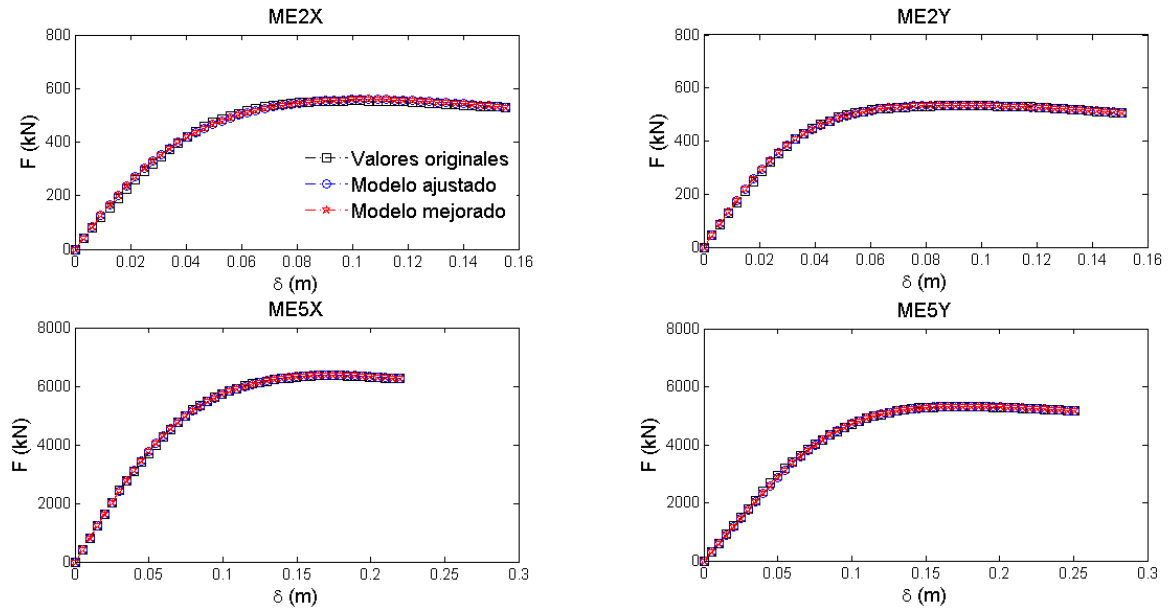 ME2X
800
600
400
200
0
F (kN)
0 0.02 0.04 0.06 0.08 0.1 0.12 0.14 0.16
δ (m)
Valores originales
Modelo ajustado
Modelo mejorado
ME2Y
800
600
400
200
0
F (kN)
0 0.02 0.04 0.06 0.08 0.1 0.12 0.14 0.16
δ (m)
ME5X
8000
6000
4000
2000
0
F (kN)
0 0.05 0.1 0.15 0.2 0.25 0.3
δ (m)
ME5Y
8000
6000
4000
2000
0
F (kN)
0 0.05 0.1 0.15 0.2 0.25 0.3
δ (m)